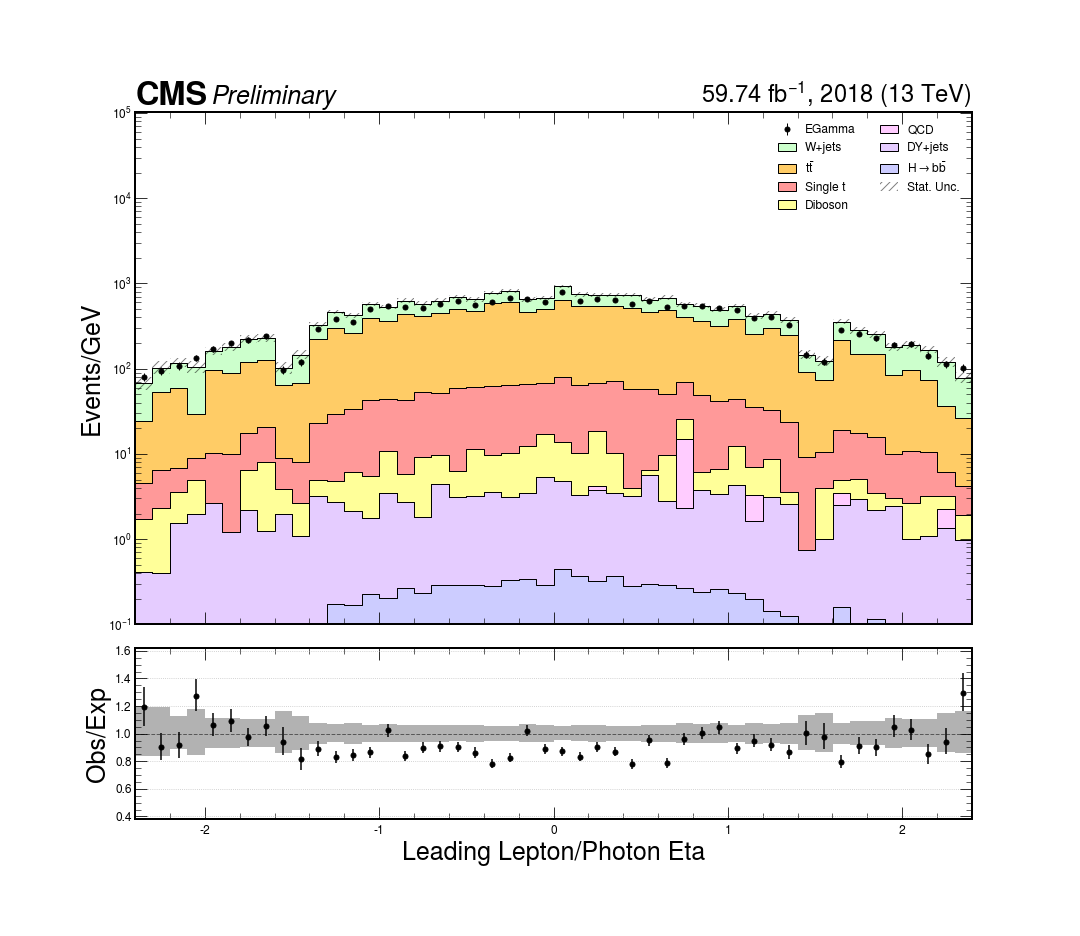 CMS Preliminary 59.74 fb⁻¹, 2018 (13 TeV)
EGamma
W+jets
tt̄
Single t
Diboson
QCD
DY+jets
H→bb̄
Stat. Unc.
Events/GeV
10⁵
10⁴
10³
10²
10¹
10⁰
10⁻¹
Obs/Exp
1.6
1.4
1.2
1.0
0.8
0.6
0.4
-2 -1 0 1 2
Leading Lepton/Photon Eta